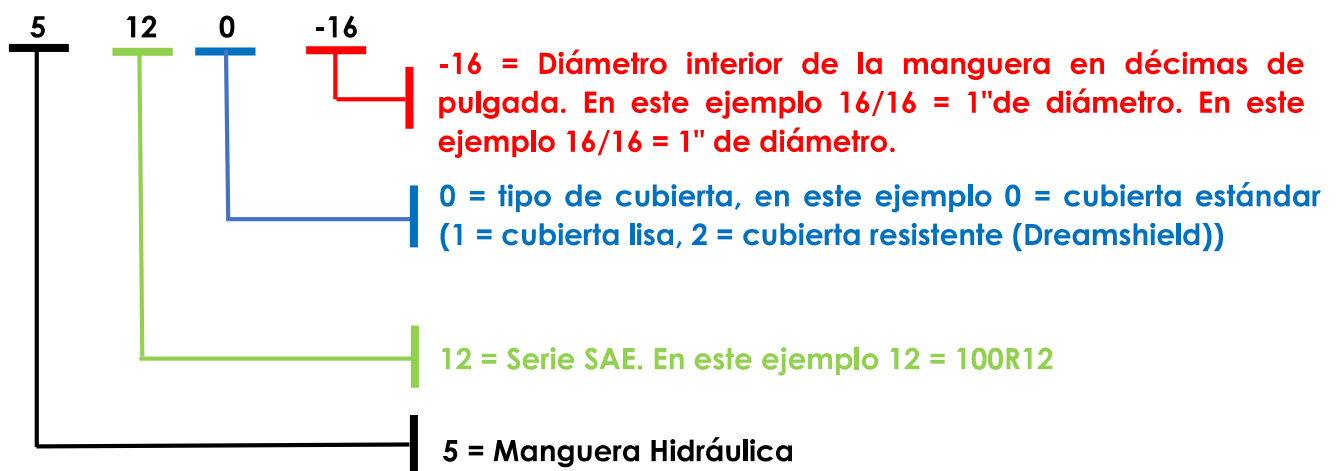 5 12 0 -16
-16 = Diámetro interior de la manguera en décimas de
pulgada. En este ejemplo 16/16 = 1"de diámetro. En este
ejemplo 16/16 = 1" de diámetro.
0 = tipo de cubierta, en este ejemplo 0 = cubierta estándar
(1 = cubierta lisa, 2 = cubierta resistente (Dreamshield))
12 = Serie SAE. En este ejemplo 12 = 100R12
5 = Manguera Hidráulica